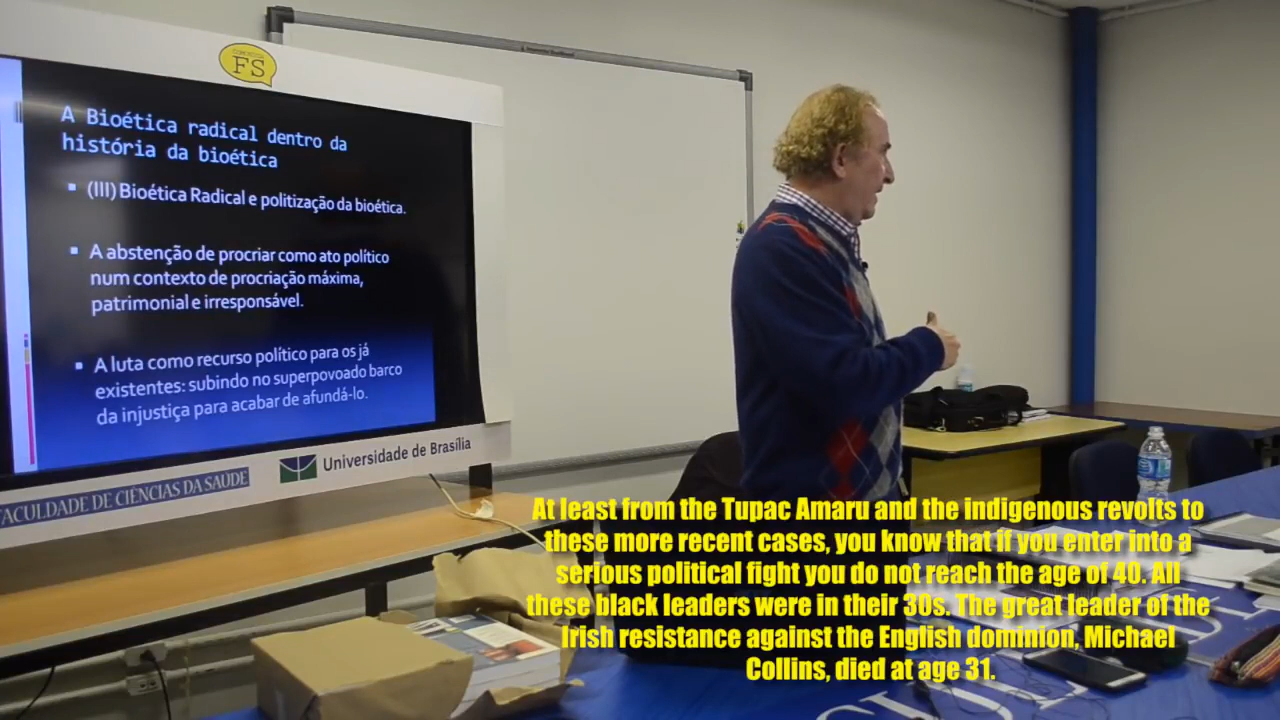 FS
A Bioética radical dentro da
história da bioética
(III) Bioética Radical e politização da bioética.
A abstenção de procriar como ato político
num contexto de procriação máxima,
patrimonial e irresponsável.
A luta como recurso político para os já
existentes: subindo no superpovoado barco
da injustiça para acabar de afundá-lo.
FACULDADE DE CIÊNCIAS DA SAÚDE
Universidade de Brasília
At least from the Tupac Amaru and the indigenous revolts to
these more recent cases, you know that if you enter into a
serious political fight you do not reach the age of 40. All
these black leaders were in their 30s. The great leader of the
Irish resistance against the English dominion, Michael
Collins, died at age 31.